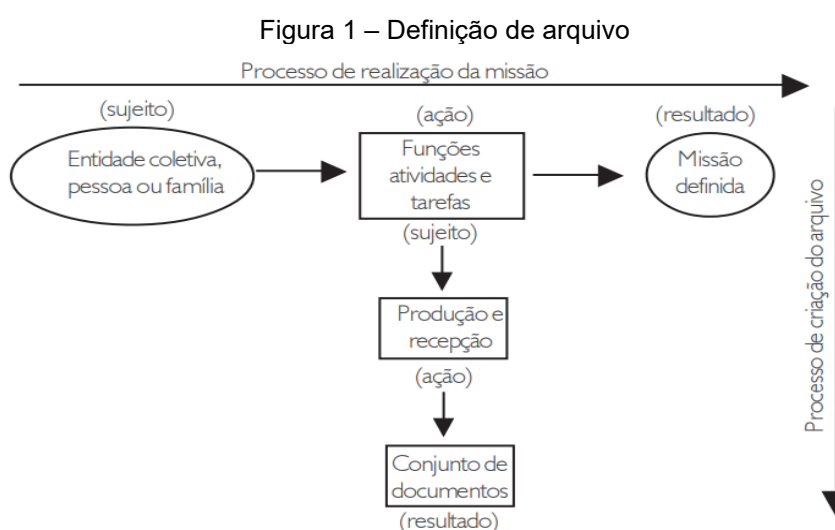 Figura 1 – Definição de arquivo
Processo de realização da missão
(sujeito)
(ação)
(resultado)
Entidade coletiva,
pessoa ou família
Funções
atividades e
tarefas
Missão
definida
(sujeito)
Produção e
recepção
(ação)
Conjunto de
documentos
(resultado)
Processo de criação do arquivo